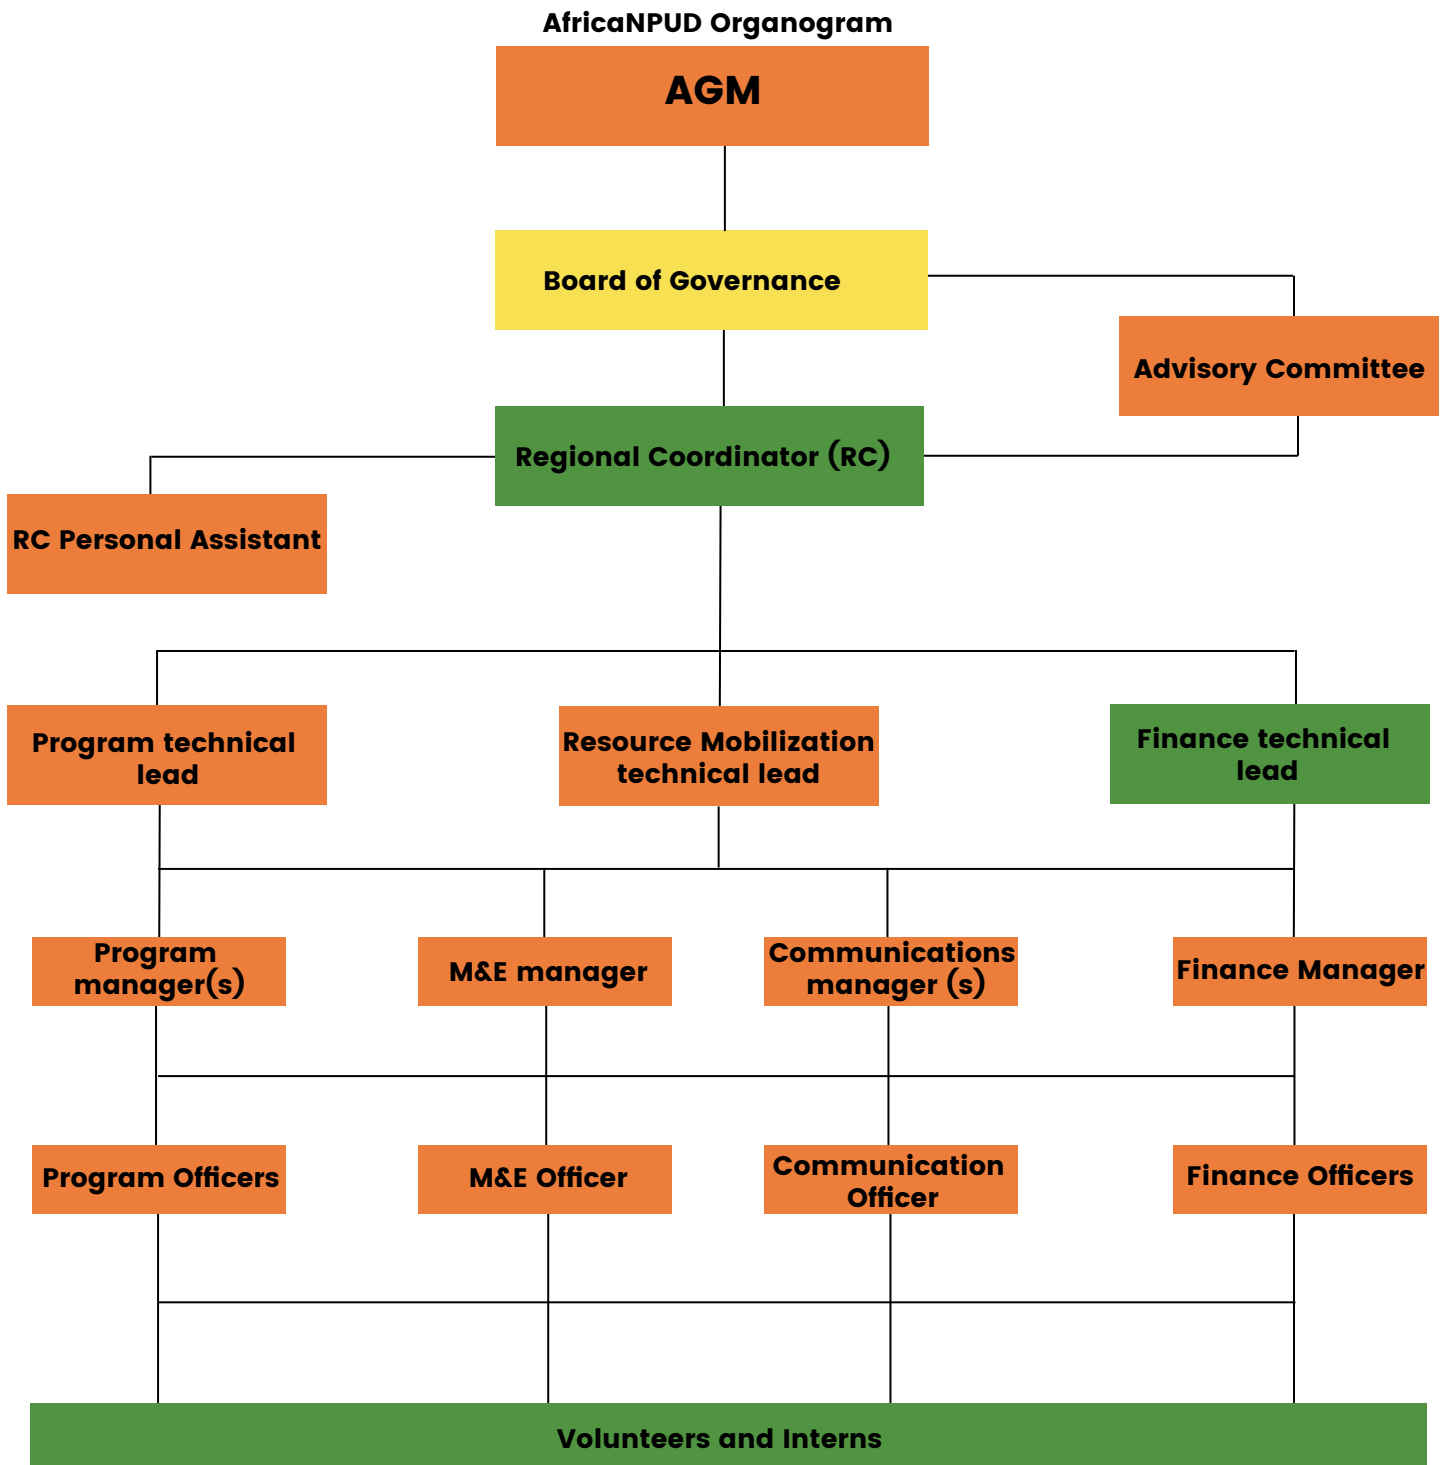 AfricaNPUD Organogram
AGM
Board of Governance
Advisory Committee
Regional Coordinator (RC)
RC Personal Assistant
Program technical
lead
Resource Mobilization
technical lead
Finance technical
lead
Program
manager(s)
M&E manager
Communications
manager (s)
Finance Manager
Program Officers
M&E Officer
Communication
Officer
Finance Officers
Volunteers and Interns